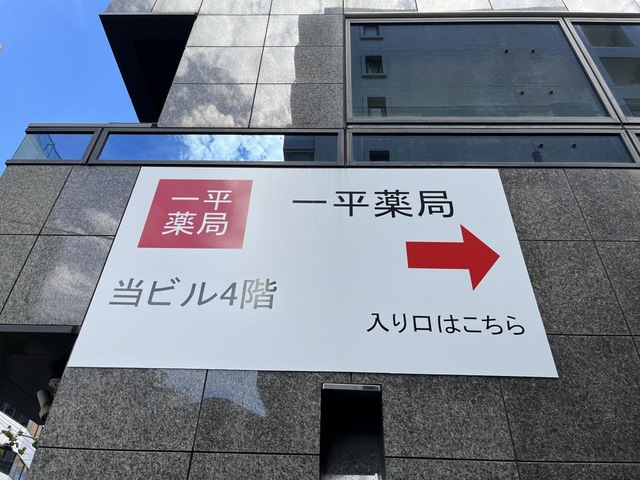 一平
薬局
一平薬局
当ビル4階
入り口はこちら